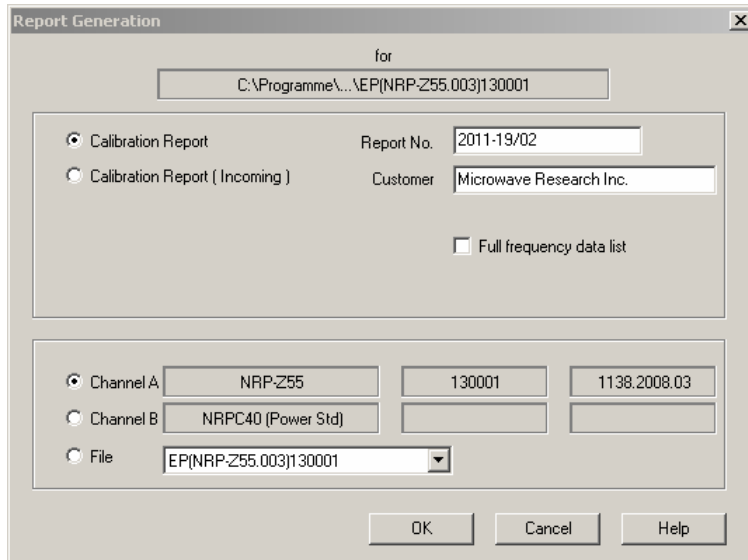 Report Generation
for
C:\Programme\...\EP(NRP-Z55.003)130001
Calibration Report
Report No. 2011-19/02
Calibration Report ( Incoming )
Customer Microwave Research Inc.
Full frequency data list
Channel A NRP-Z55 130001 1138.2008.03
Channel B NRPC40 (Power Std)
File EP(NRP-Z55.003)130001
OK Cancel Help